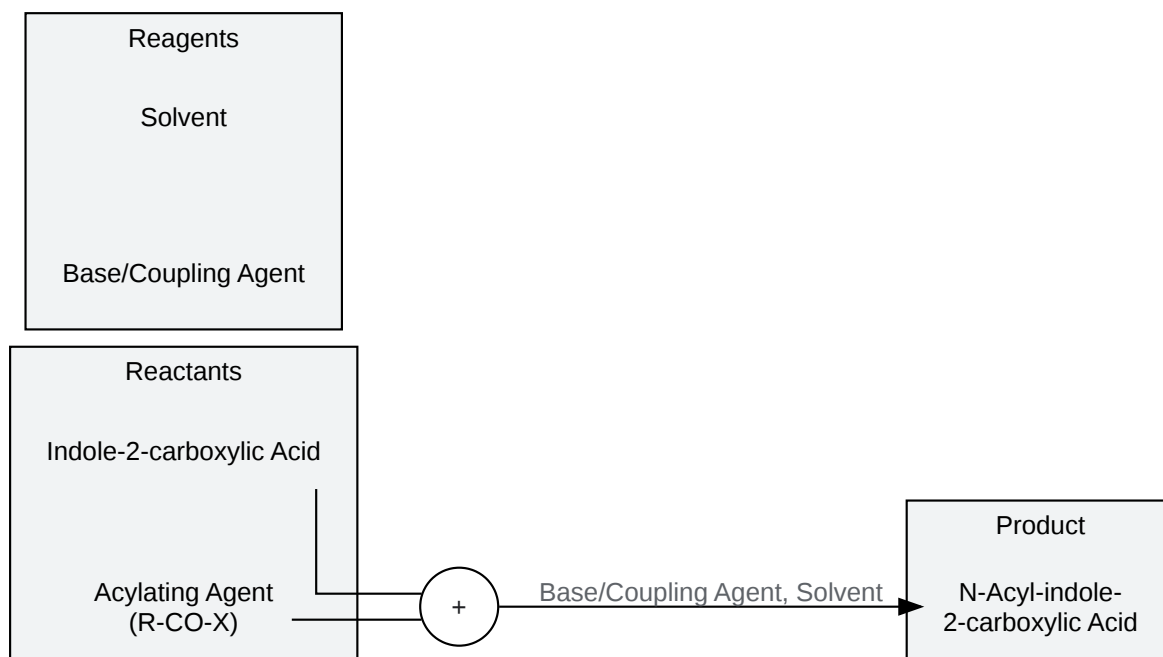 Reagents
Solvent
Base/Coupling Agent
Reactants
Indole-2-carboxylic Acid
Acylating Agent
(R-CO-X)
+
Base/Coupling Agent, Solvent
Product
N-Acyl-indole-
2-carboxylic Acid